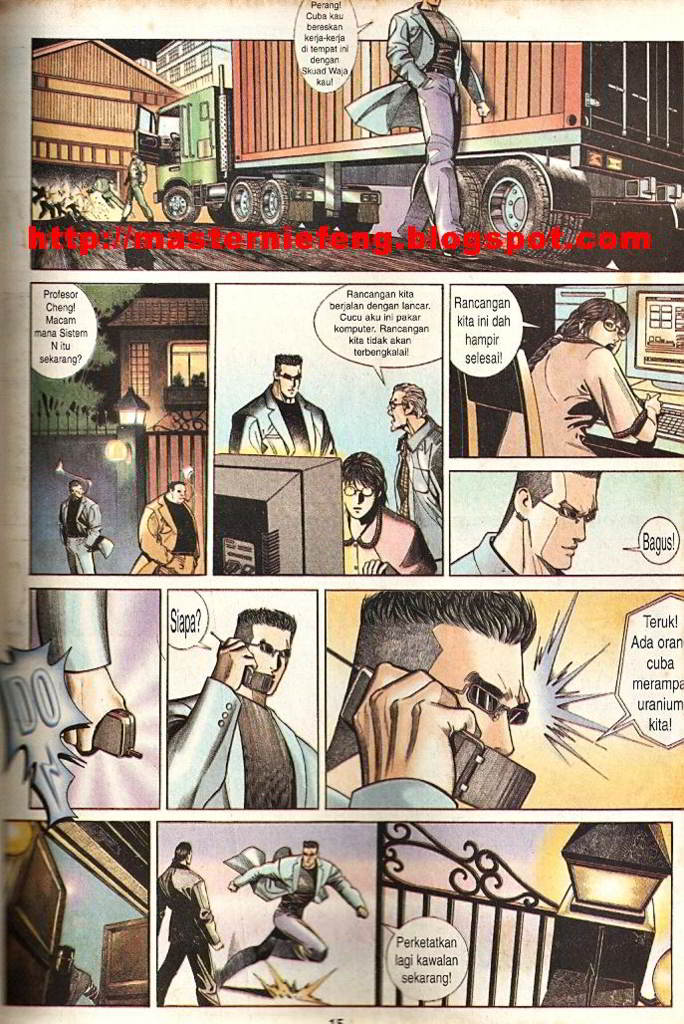 Perang!
Cuba kau
bereskan
kerja-kerja
di tempat ini
dengan
Skuad Waja
kau!
http://masterniefeng.blogspot.com
Profesor
Cheng!
Macam
mana Sistem
N itu
sekarang?
Rancangan kita
berjalan dengan lancar.
Cucu aku ini pakar
komputer. Rancangan
kita tidak akan
terbengkalai!
Rancangan
kita ini dah
hampir
selesai!
Bagus!
DOM
Siapa?
Teruk!
Ada oran
cuba
merampa
uranium
kita!
Perketatkan
lagi kawalan
sekarang!
15